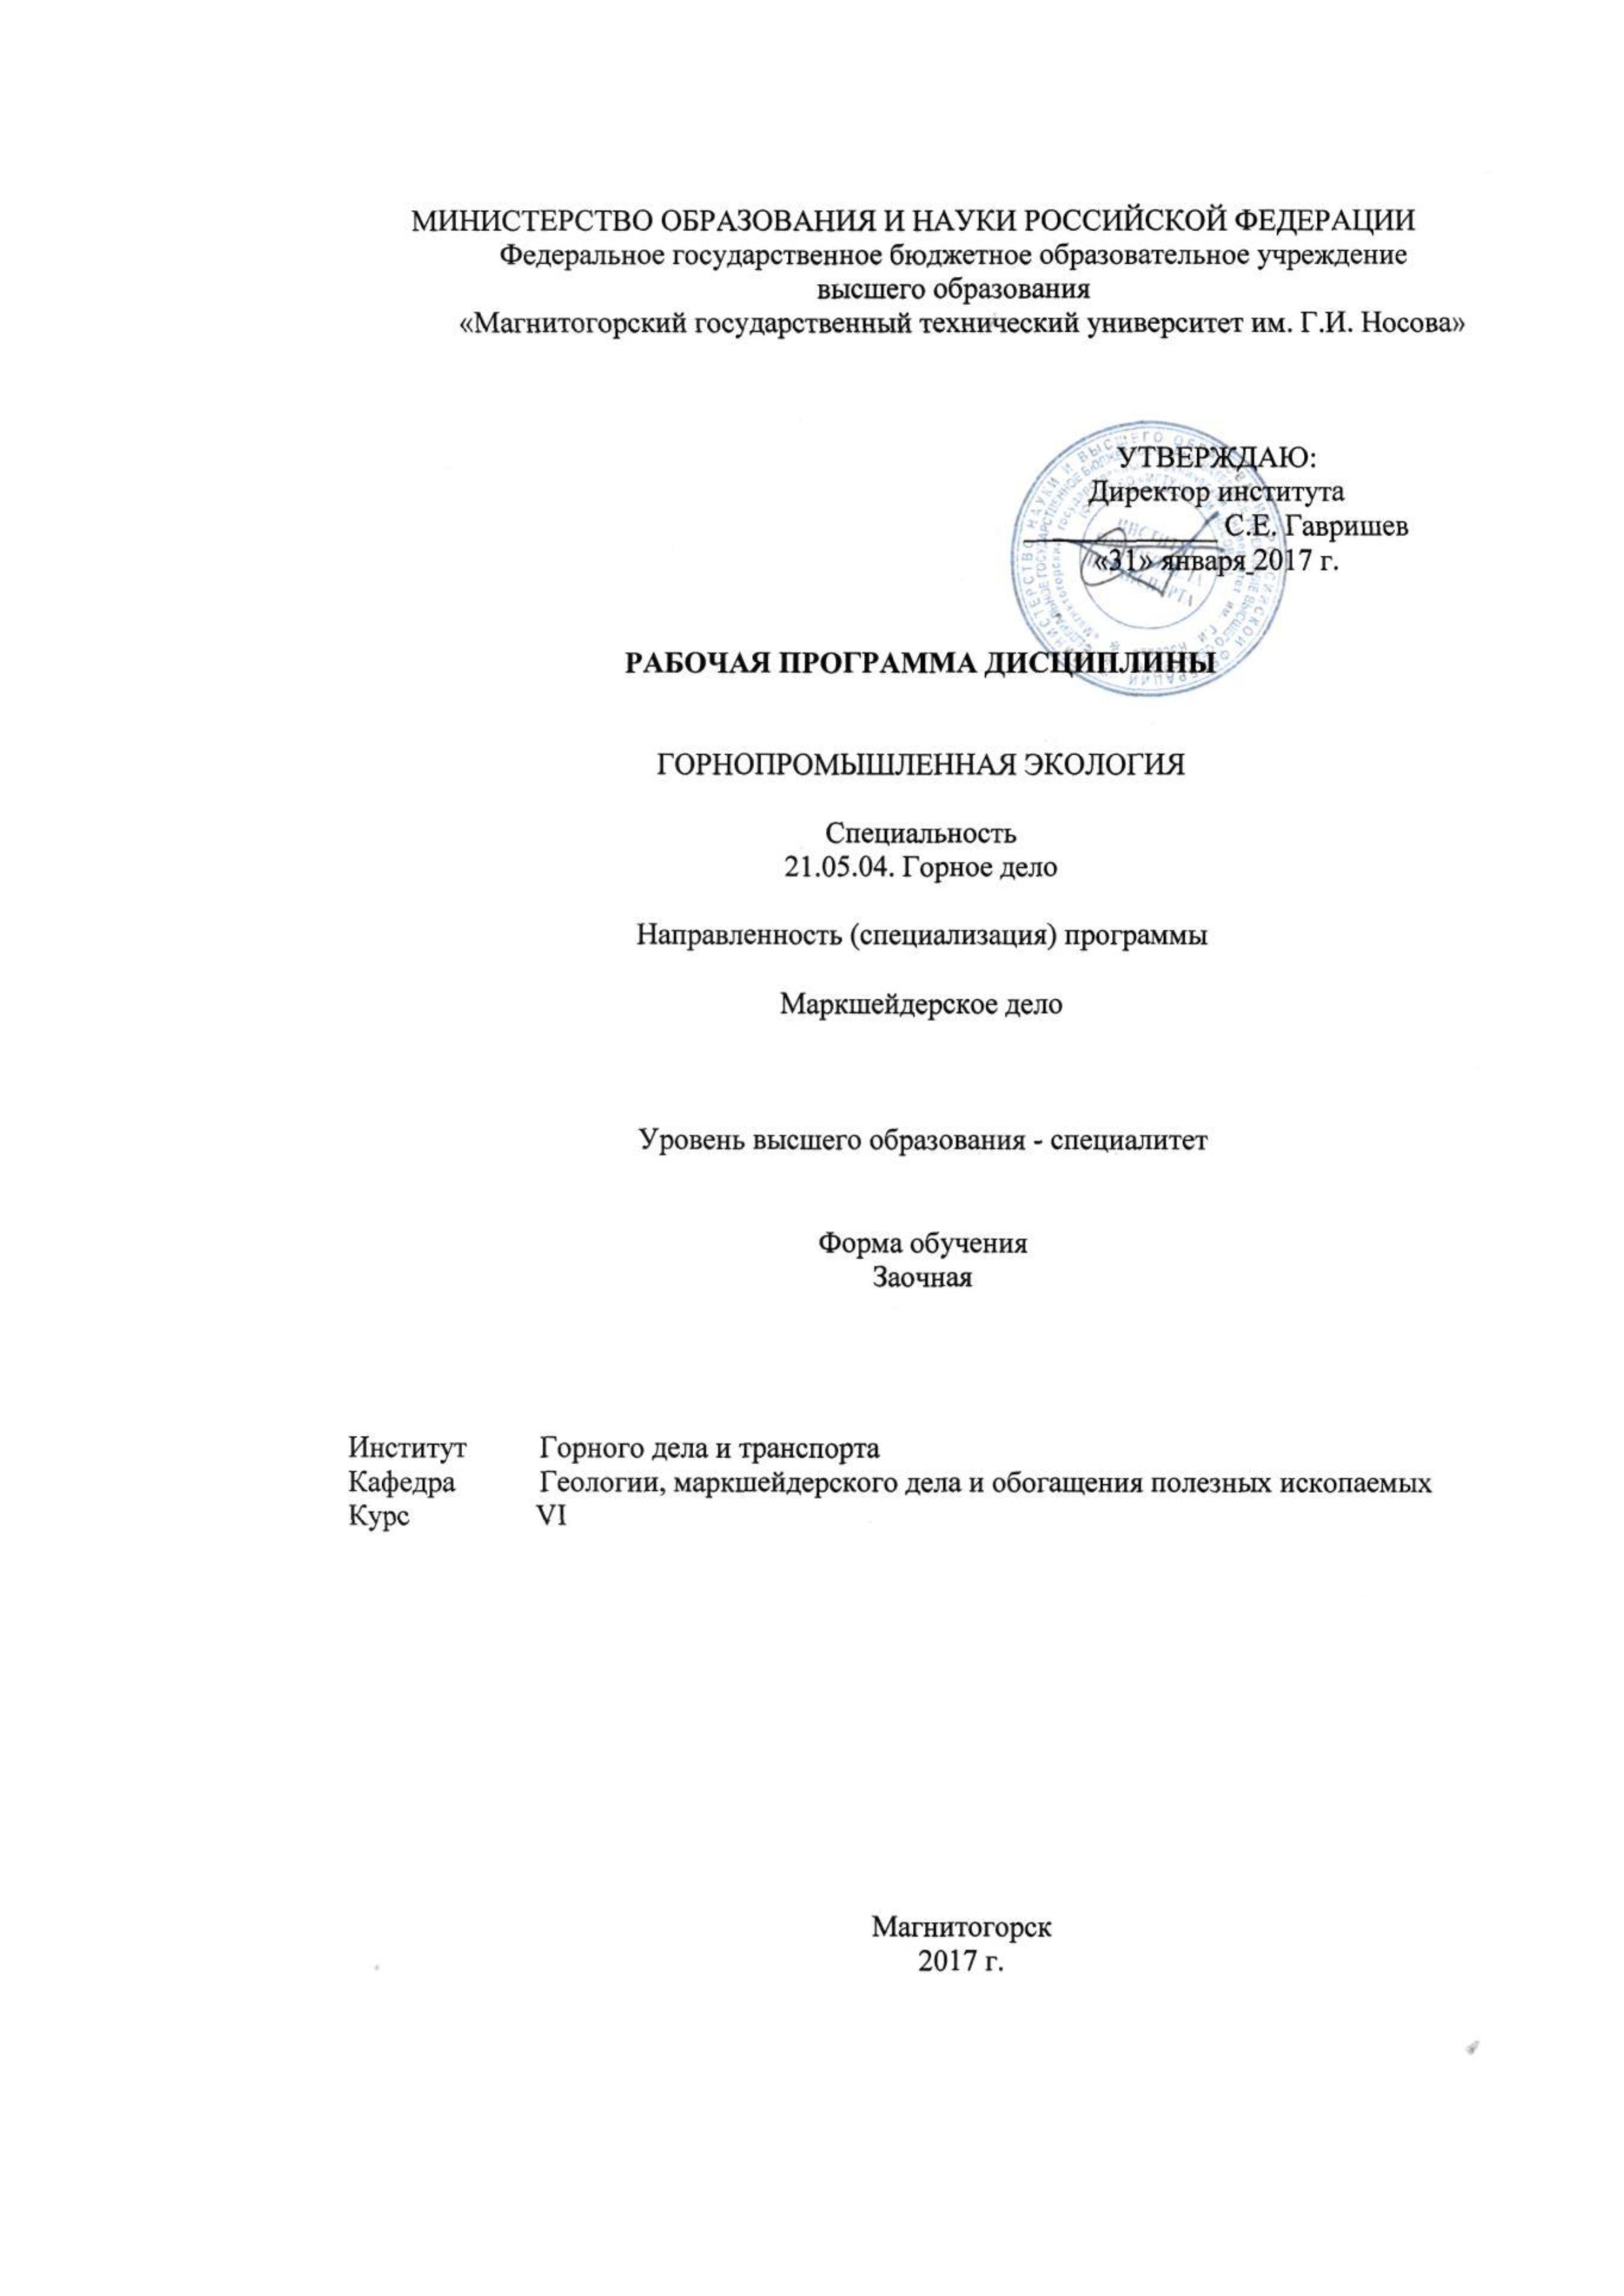 МИНИСТЕРСТВО ОБРАЗОВАНИЯ И НАУКИ РОССИЙСКОЙ ФЕДЕРАЦИИ
Федеральное государственное бюджетное образовательное учреждение
высшего образования
«Магнитогорский государственный технический университет им. Г.И. Носова»
УТВЕРЖДАЮ:
Директор института
С.Е. Гавришев
«31» января 2017 г.
РАБОЧАЯ ПРОГРАММА ДИСЦИПЛИНЫ
ГОРНОПРОМЫШЛЕННАЯ ЭКОЛОГИЯ
Специальность
21.05.04. Горное дело
Направленность (специализация) программы
Маркшейдерское дело
Уровень высшего образования - специалитет
Форма обучения
Заочная
Институт Горного дела и транспорта
Кафедра Геологии, маркшейдерского дела и обогащения полезных ископаемых
Курс VI
Магнитогорск
2017 г.